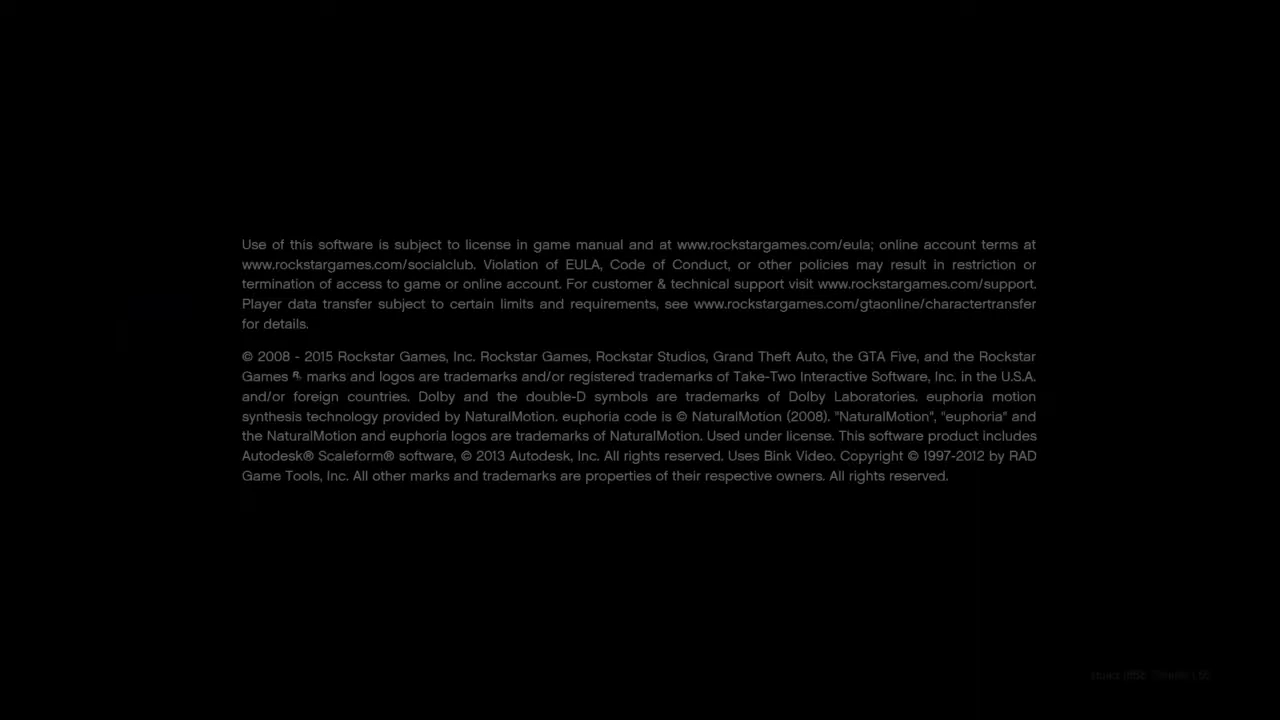 Use of this software is subject to license in game manual and at www.rockstargames.com/eula; online account terms at
www.rockstargames.com/socialclub. Violation of EULA, Code of Conduct, or other policies may result in restriction or
termination of access to game or online account. For customer & technical support visit www.rockstargames.com/support.
Player data transfer subject to certain limits and requirements, see www.rockstargames.com/gtaonline/charactertransfer
for details.
© 2008 - 2015 Rockstar Games, Inc. Rockstar Games, Rockstar Studios, Grand Theft Auto, the GTA Five, and the Rockstar
Games R* marks and logos are trademarks and/or registered trademarks of Take-Two Interactive Software, Inc. in the U.S.A.
and/or foreign countries. Dolby and the double-D symbols are trademarks of Dolby Laboratories. euphoria motion
synthesis technology provided by NaturalMotion. euphoria code is © NaturalMotion (2008). "NaturalMotion", "euphoria" and
the NaturalMotion and euphoria logos are trademarks of NaturalMotion. Used under license. This software product includes
Autodesk® Scaleform® software, © 2013 Autodesk, Inc. All rights reserved. Uses Bink Video. Copyright © 1997-2012 by RAD
Game Tools, Inc. All other marks and trademarks are properties of their respective owners. All rights reserved.